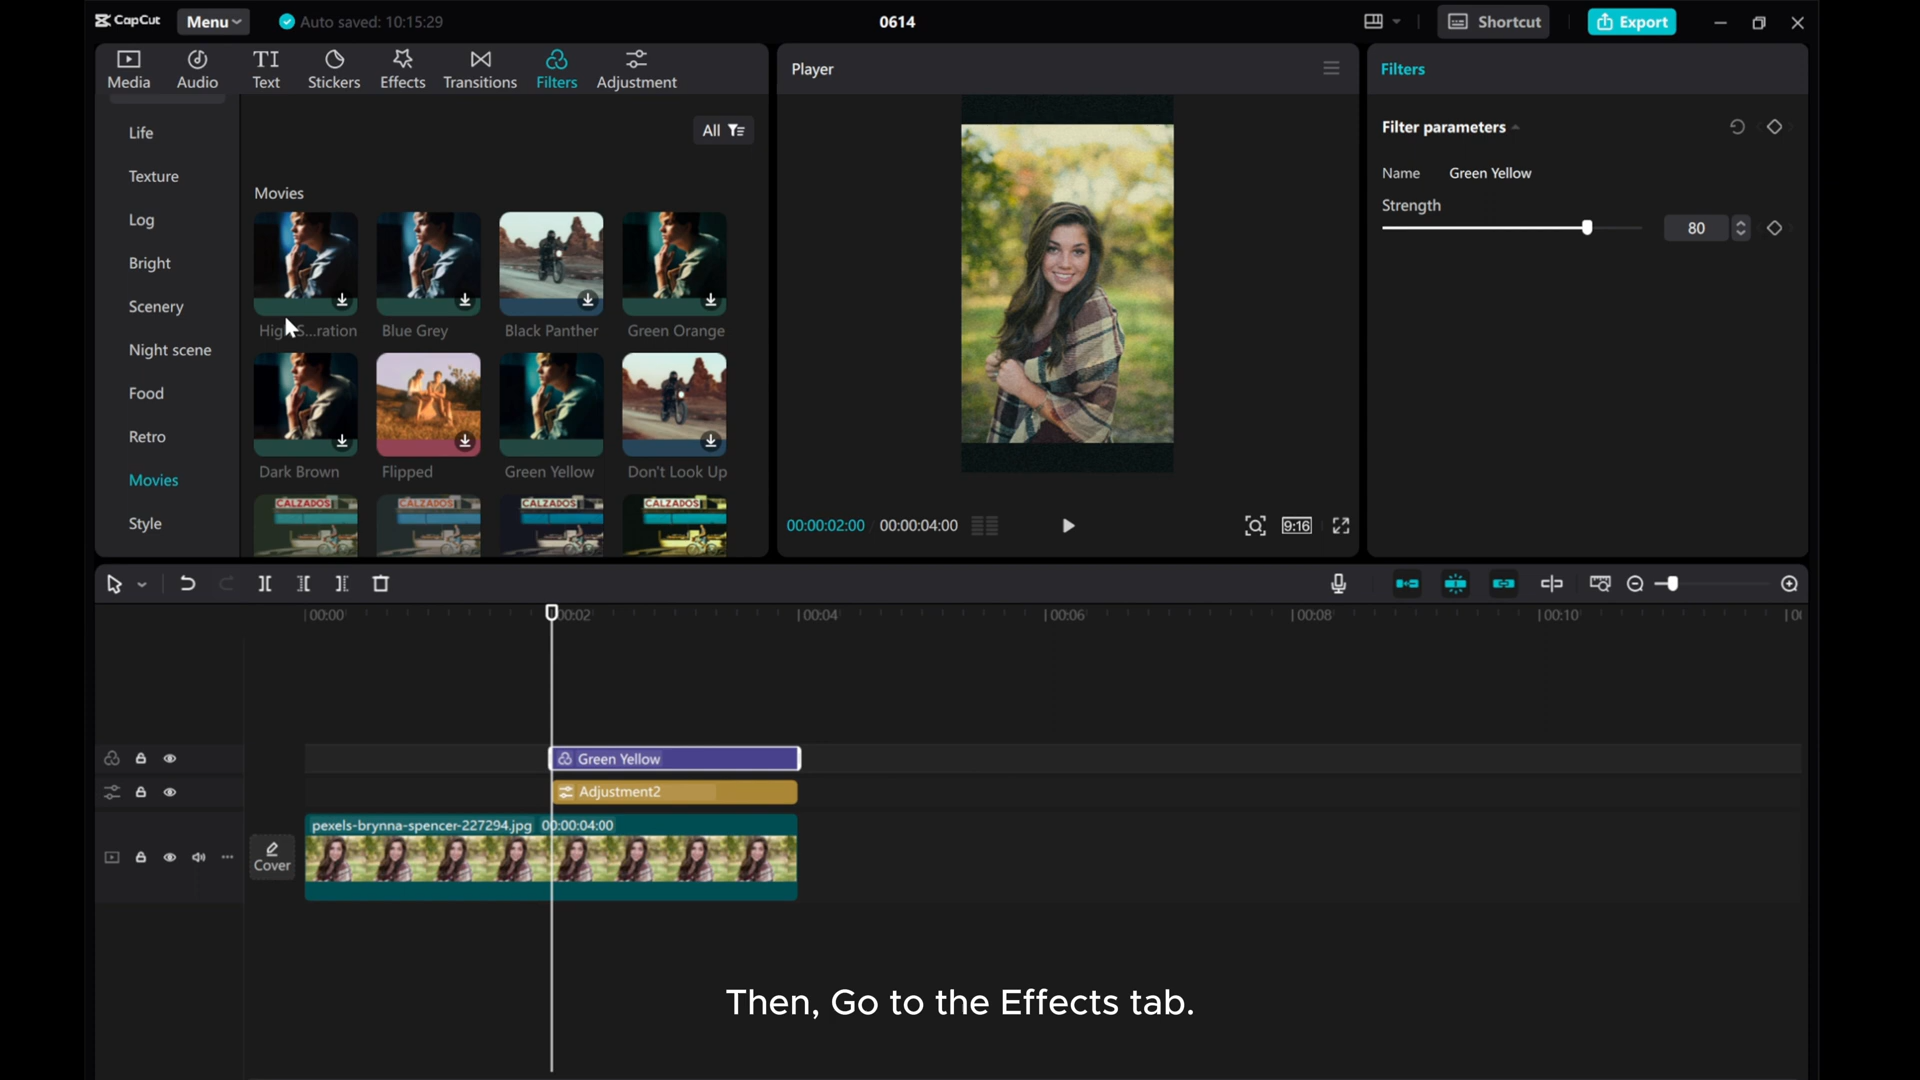 CapCut Menu Auto saved: 10:15:29 0614 Shortcut Export
Media Audio Text Stickers Effects Transitions Filters Adjustment
Player
Filters
Life
Texture
Log
Bright
Scenery
Night scene
Food
Retro
Movies
Style
All
Movies
Blue Grey Black Panther Green Orange
Dark Brown Flipped Green Yellow Don't Look Up
CALZADOS CALZADOS CALZADOS CALZADOS
00:00:02:00 00:00:04:00 9:16
Filter parameters
Name Green Yellow
Strength
80
00:00 00:02 00:04 00:06 00:08 00:10
Green Yellow
Adjustment2
pexels-brynna-spencer-227294.jpg 00:00:04:00
Cover
Then, Go to the Effects tab.